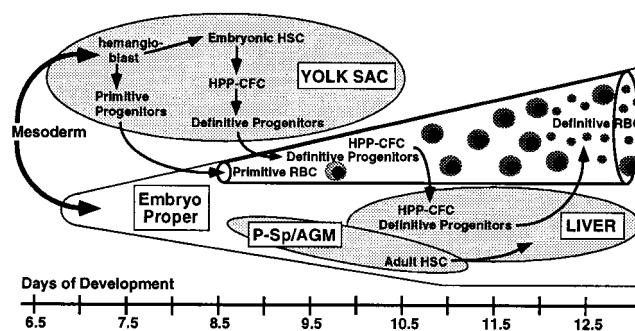 hemangio-
blast
Embryonic HSC
HPP-CFC
YOLK SAC
Primitive
Progenitors
Definitive Progenitors
Mesoderm
HPP-CFC
Definitive
Progenitors
Definitive RBC
Primitive RBC
Embryo
Proper
HPP-CFC
Definitive Progenitors
LIVER
P-Sp/AGM
Adult HSC
Days of Development
6.5 7.5 8.5 9.5 10.5 11.5 12.5